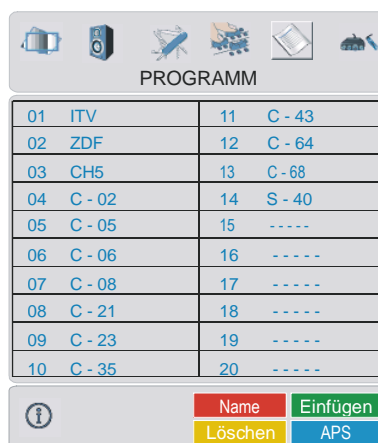 PROGRAMM
01 ITV 11 C - 43
02 ZDF 12 C - 64
03 CH5 13 C - 68
04 C - 02 14 S - 40
05 C - 05 15 - - - - -
06 C - 06 16 - - - - -
07 C - 08 17 - - - - -
08 C - 21 18 - - - - -
09 C - 23 19 - - - - -
10 C - 35 20 - - - - -
Name Einfügen
Löschen APS